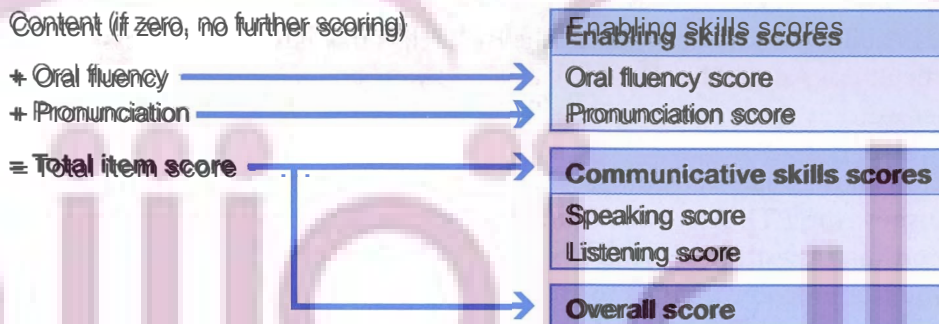 Content (if zero, no further scoring)
+ Oral fluency
+ Pronunciation
= Total item score
Enabling skills scores
Oral fluency score
Pronunciation score
Communicative skills scores
Speaking score
Listening score
Overall score